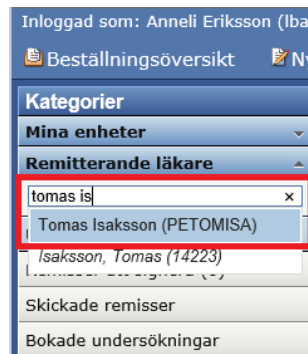 Inloggad som: Anneli Eriksson (lba
Beställningsöversikt
Kategorier
Mina enheter
Remitterande läkare
tomas is x
Tomas Isaksson (PETOMISA)
Isaksson, Tomas (14223)
Skickade remisser
Bokade undersökningar